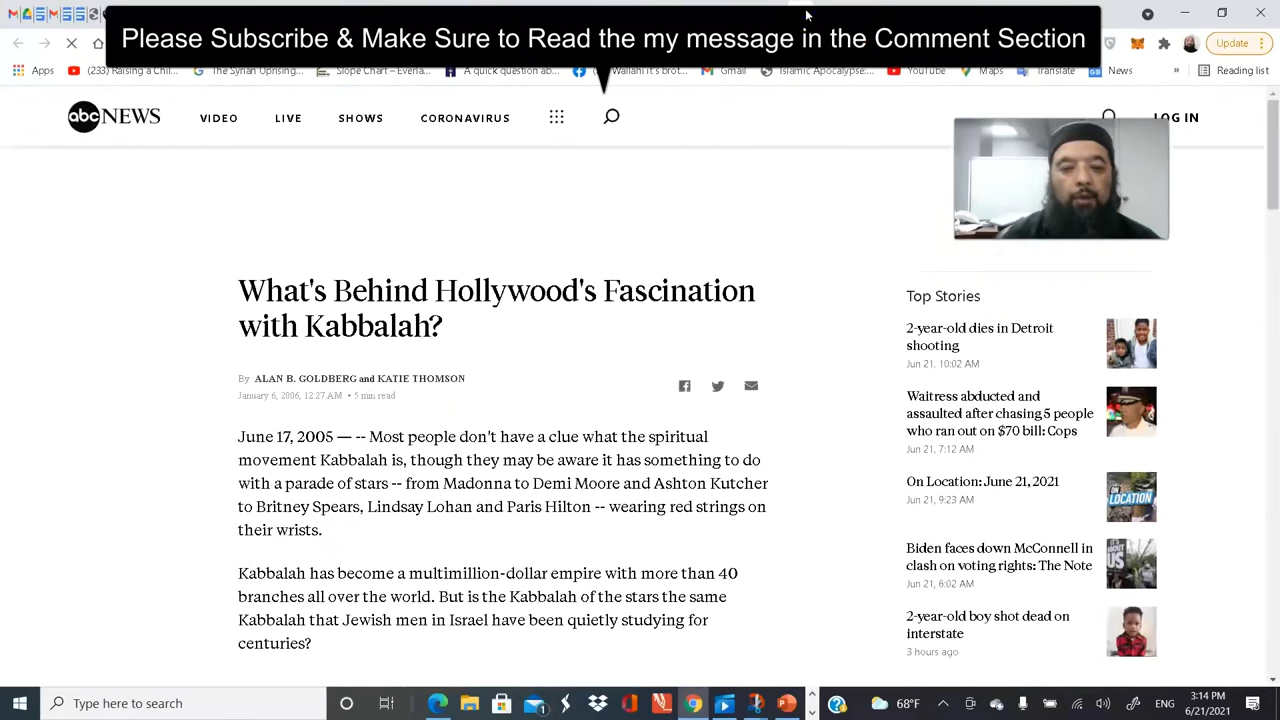 Please Subscribe & Make Sure to Read the my message in the Comment Section
Update
Apps
(233) Raising a Chil...
The Syrian Uprising...
Slope Chart – Everla...
A quick question ab...
Wallahi it's brot...
Gmail
Islamic Apocalypse...
YouTube
Maps
Translate
News
»
Reading list
abc NEWS
VIDEO
LIVE
SHOWS
CORONAVIRUS
LOG IN
What's Behind Hollywood's Fascination
with Kabbalah?
By ALAN B. GOLDBERG and KATIE THOMSON
January 6, 2006, 12:27 AM • 5 min read
June 17, 2005 — -- Most people don't have a clue what the spiritual
movement Kabbalah is, though they may be aware it has something to do
with a parade of stars -- from Madonna to Demi Moore and Ashton Kutcher
to Britney Spears, Lindsay Lohan and Paris Hilton -- wearing red strings on
their wrists.
Kabbalah has become a multimillion-dollar empire with more than 40
branches all over the world. But is the Kabbalah of the stars the same
Kabbalah that Jewish men in Israel have been quietly studying for
centuries?
Top Stories
2-year-old dies in Detroit
shooting
Jun 21, 10:02 AM
Waitress abducted and
assaulted after chasing 5 people
who ran out on $70 bill: Cops
Jun 21, 7:12 AM
On Location: June 21, 2021
Jun 21, 9:23 AM
ON
LOCATION
Biden faces down McConnell in
clash on voting rights: The Note
Jun 21, 6:02 AM
2-year-old boy shot dead on
interstate
3 hours ago
Type here to search
68°F
3:14 PM
6/21/2021